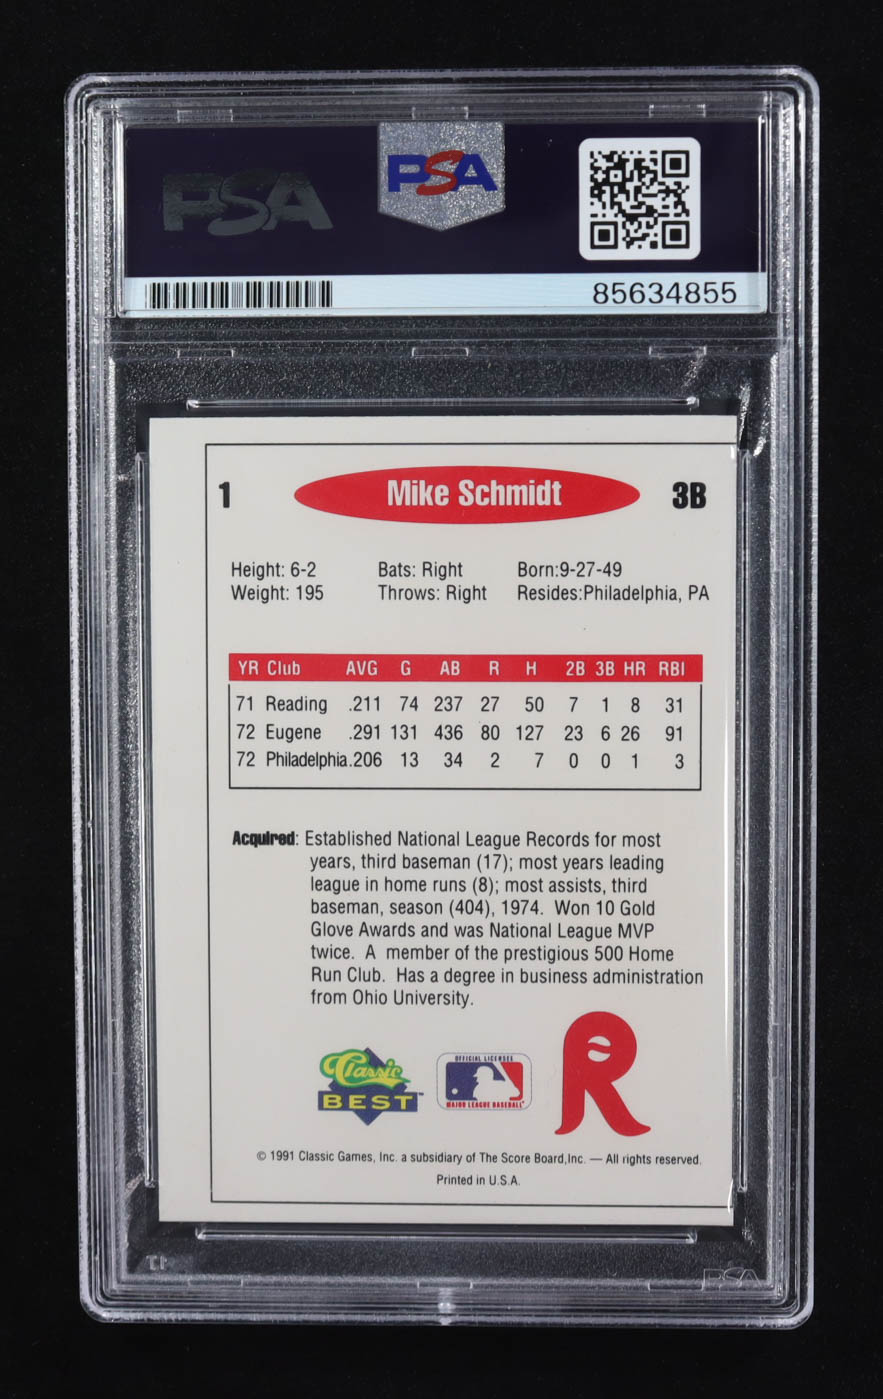 PSA PSA
85634855
1 Mike Schmidt 3B
Height: 6-2 Bats: Right Born:9-27-49
Weight: 195 Throws: Right Resides:Philadelphia, PA
YR Club AVG G AB R H 2B 3B HR RBI
71 Reading .211 74 237 27 50 7 1 8 31
72 Eugene .291 131 436 80 127 23 6 26 91
72 Philadelphia.206 13 34 2 7 0 0 1 3
Acquired: Established National League Records for most
years, third baseman (17); most years leading
league in home runs (8); most assists, third
baseman, season (404), 1974. Won 10 Gold
Glove Awards and was National League MVP
twice. A member of the prestigious 500 Home
Run Club. Has a degree in business administration
from Ohio University.
Classic
BEST™
OFFICIAL LICENSEE
MAJOR LEAGUE BASEBALL
R
© 1991 Classic Games, Inc. a subsidiary of The Score Board,Inc. — All rights reserved.
Printed in U.S.A.
PSA